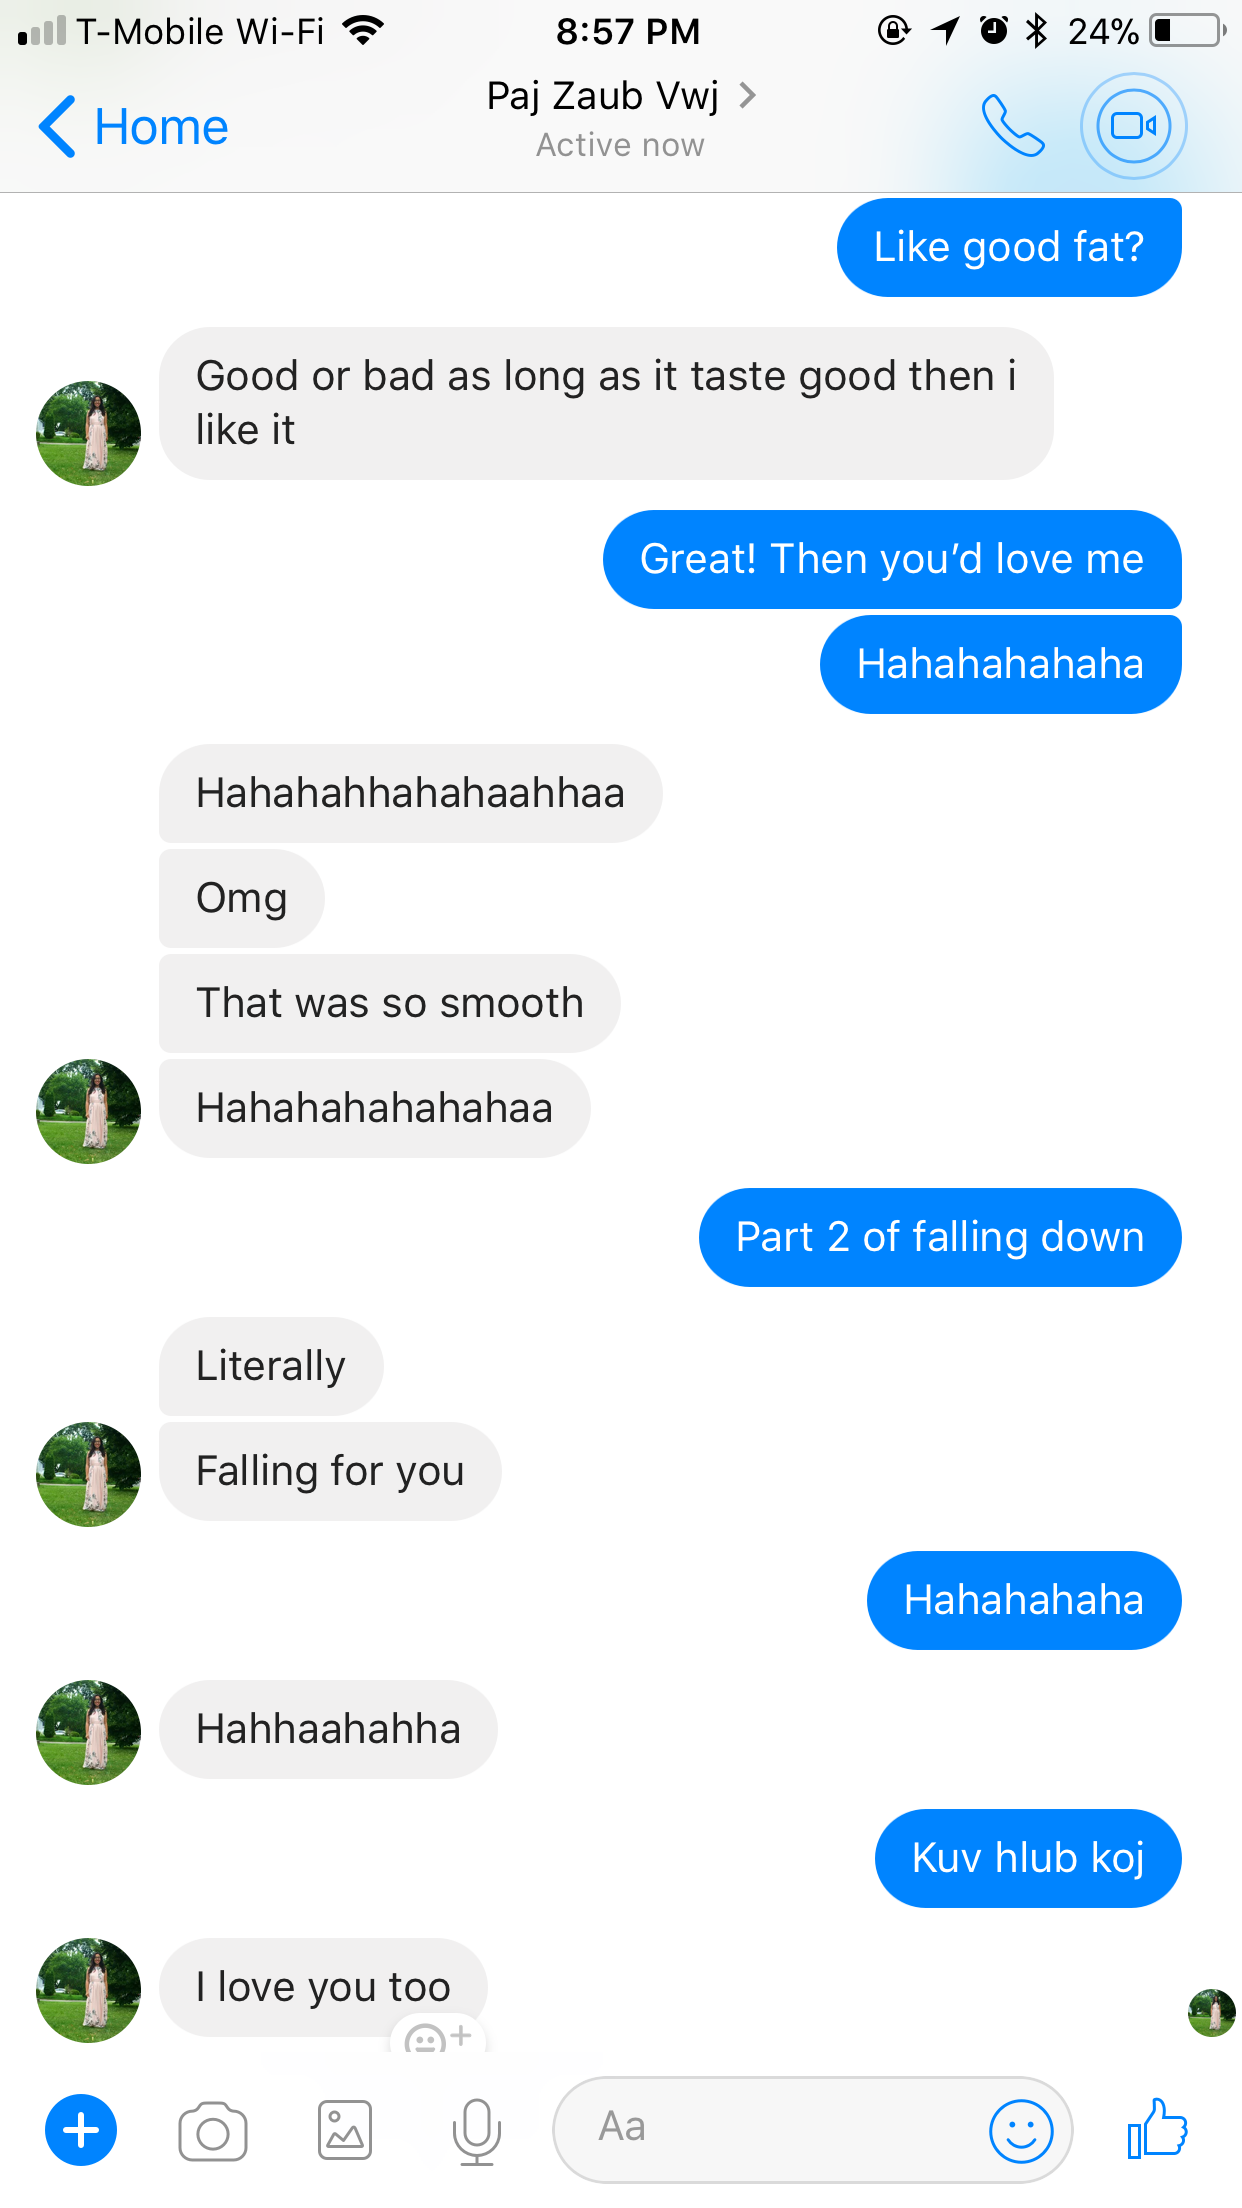 T-Mobile Wi-Fi 8:57 PM 24%
Home
Paj Zaub Vwj
Active now
Like good fat?
Good or bad as long as it taste good then i
like it
Great! Then you’d love me
Hahahahahaha
Hahahahhahahaahhaa
Omg
That was so smooth
Hahahahahahahaa
Part 2 of falling down
Literally
Falling for you
Hahahahaha
Hahhaahahha
Kuv hlub koj
I love you too
Aa